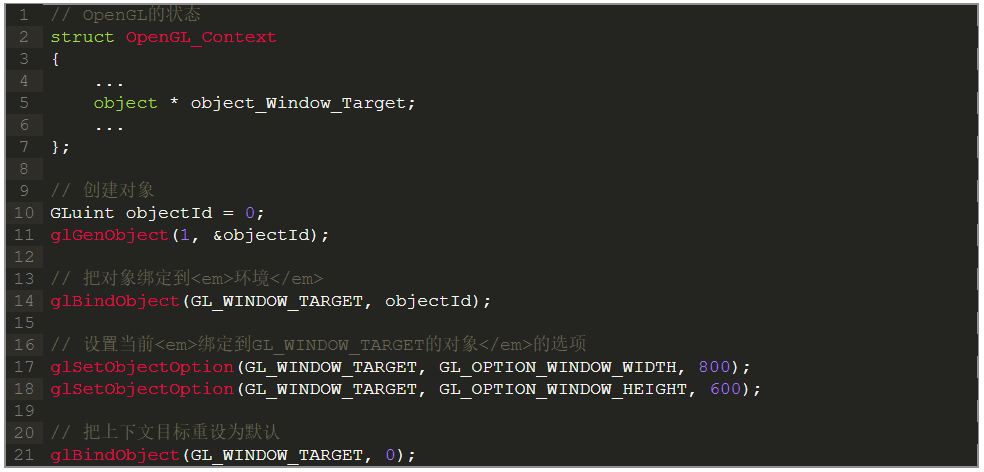 1 // OpenGL的状态
2 struct OpenGL_Context
3 {
4     ...
5     object * object_Window_Target;
6     ...
7 };
8
9 // 创建对象
10 GLuint objectId = 0;
11 glGenObject(1, &objectId);
12
13 // 把对象绑定到<em>环境</em>
14 glBindObject(GL_WINDOW_TARGET, objectId);
15
16 // 设置当前<em>绑定到GL_WINDOW_TARGET的对象</em>的选项
17 glSetObjectOption(GL_WINDOW_TARGET, GL_OPTION_WINDOW_WIDTH, 800);
18 glSetObjectOption(GL_WINDOW_TARGET, GL_OPTION_WINDOW_HEIGHT, 600);
19
20 // 把上下文目标重设为默认
21 glBindObject(GL_WINDOW_TARGET, 0);